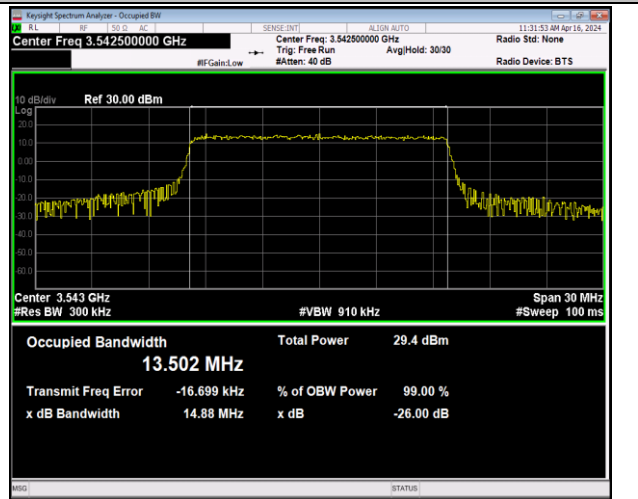 Keysight Spectrum Analyzer - Occupied BW
RL RF 50 Ω AC SENSE:INT ALIGN AUTO 11:31:53 AM Apr 16, 2024
Center Freq 3.542500000 GHz Center Freq: 3.542500000 GHz Radio Std: None
Trig: Free Run Avg|Hold: 30/30
#IFGain:Low #Atten: 40 dB Radio Device: BTS
10 dB/div Ref 30.00 dBm
Log
20.0
10.0
0.00
-10.0
-20.0
-30.0
-40.0
-50.0
-60.0
Center 3.543 GHz Span 30 MHz
#Res BW 300 kHz #VBW 910 kHz #Sweep 100 ms
Occupied Bandwidth Total Power 29.4 dBm
13.502 MHz
Transmit Freq Error -16.699 kHz % of OBW Power 99.00 %
x dB Bandwidth 14.88 MHz x dB -26.00 dB
MSG STATUS